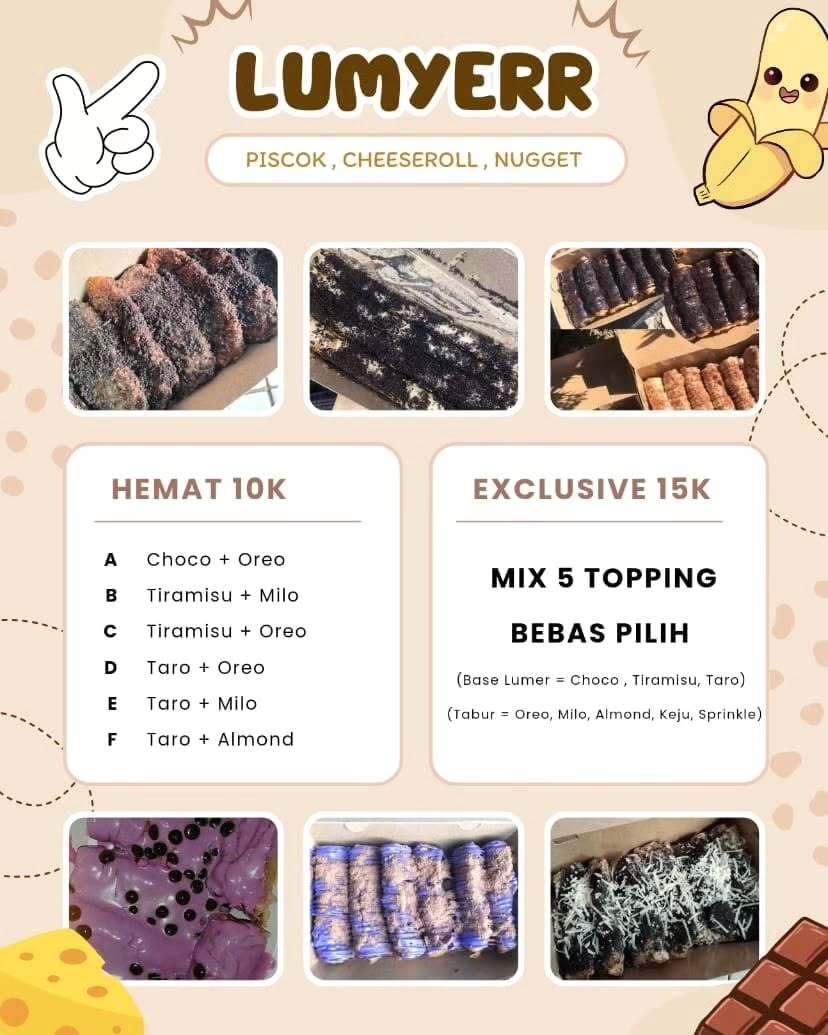 LUMYERR
PISCOK , CHEESEROLL , NUGGET
HEMAT 10K
A Choco + Oreo
B Tiramisu + Milo
C Tiramisu + Oreo
D Taro + Oreo
E Taro + Milo
F Taro + Almond
EXCLUSIVE 15K
MIX 5 TOPPING
BEBAS PILIH
(Base Lumer = Choco , Tiramisu, Taro)
(Tabur = Oreo, Milo, Almond, Keju, Sprinkle)